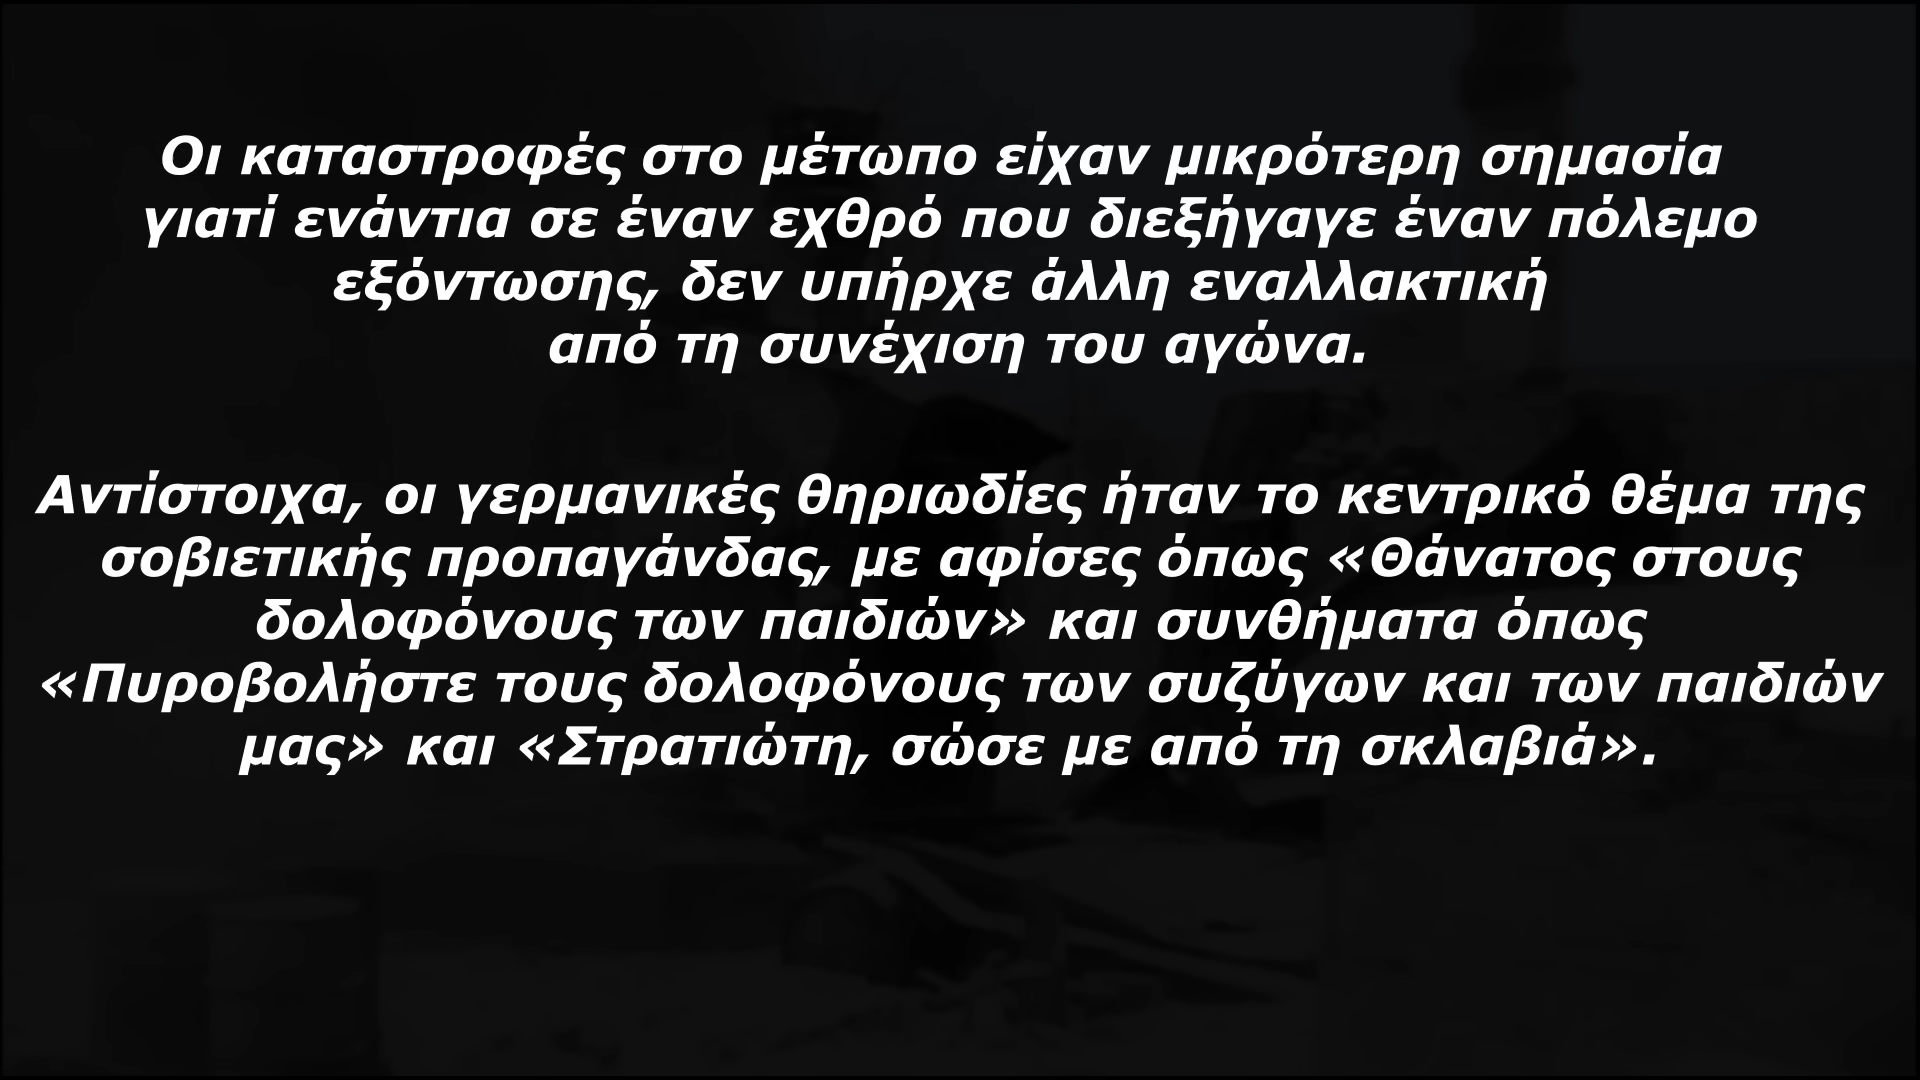 Οι καταστροφές στο μέτωπο είχαν μικρότερη σημασία
γιατί ενάντια σε έναν εχθρό που διεξήγαγε έναν πόλεμο
εξόντωσης, δεν υπήρχε άλλη εναλλακτική
από τη συνέχιση του αγώνα.
Αντίστοιχα, οι γερμανικές θηριωδίες ήταν το κεντρικό θέμα της
σοβιετικής προπαγάνδας, με αφίσες όπως «Θάνατος στους
δολοφόνους των παιδιών» και συνθήματα όπως
«Πυροβολήστε τους δολοφόνους των συζύγων και των παιδιών
μας» και «Στρατιώτη, σώσε με από τη σκλαβιά».